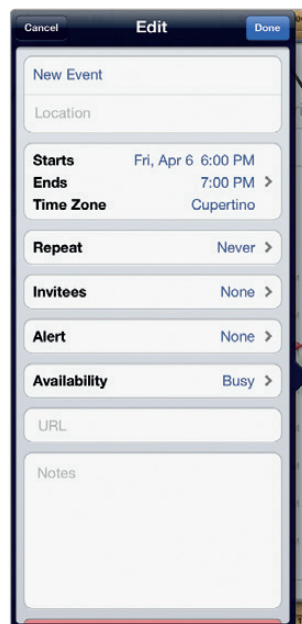 Cancel Edit Done
New Event
Location
Starts Fri, Apr 6 6:00 PM
Ends 7:00 PM
Time Zone Cupertino
Repeat Never
Invitees None
Alert None
Availability Busy
URL
Notes